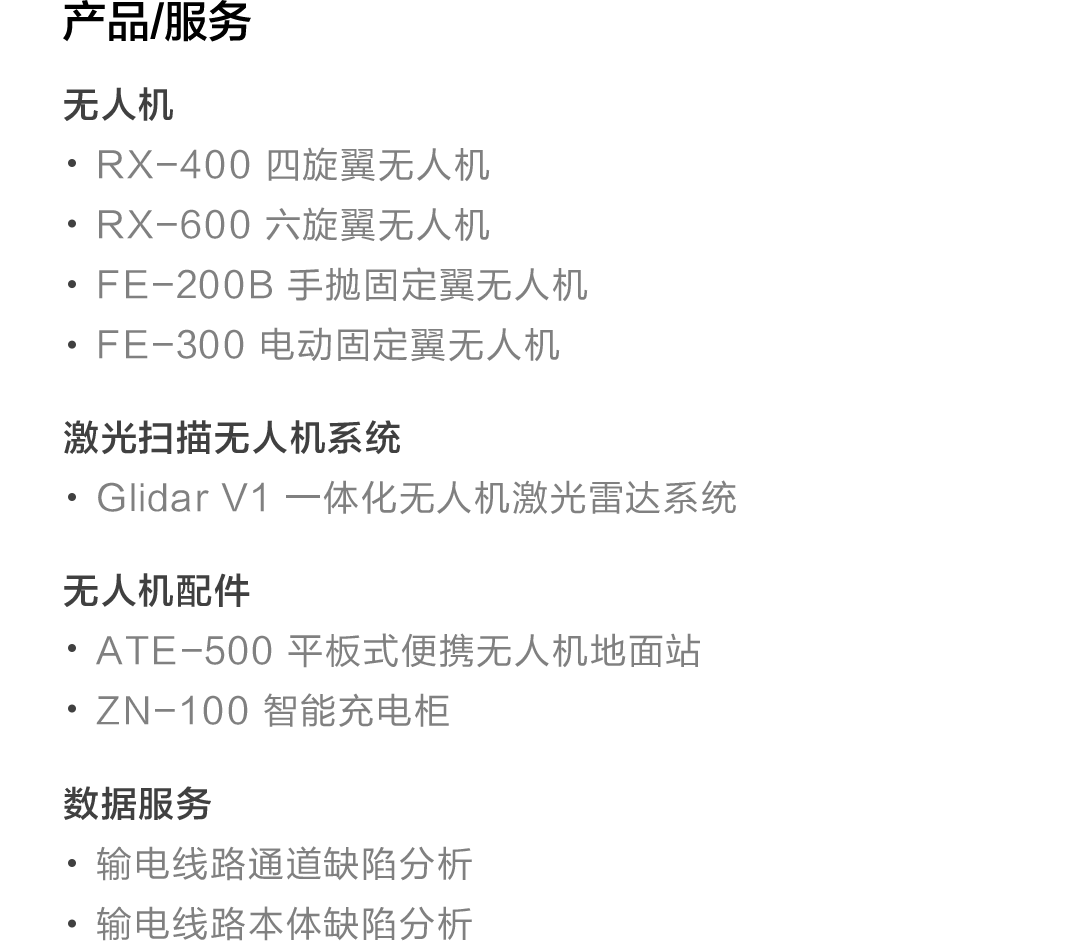 产品/服务
无人机
• RX-400 四旋翼无人机
• RX-600 六旋翼无人机
• FE-200B 手抛固定翼无人机
• FE-300 电动固定翼无人机
激光扫描无人机系统
• Glidar V1 一体化无人机激光雷达系统
无人机配件
• ATE-500 平板式便携无人机地面站
• ZN-100 智能充电柜
数据服务
• 输电线路通道缺陷分析
• 输电线路本体缺陷分析